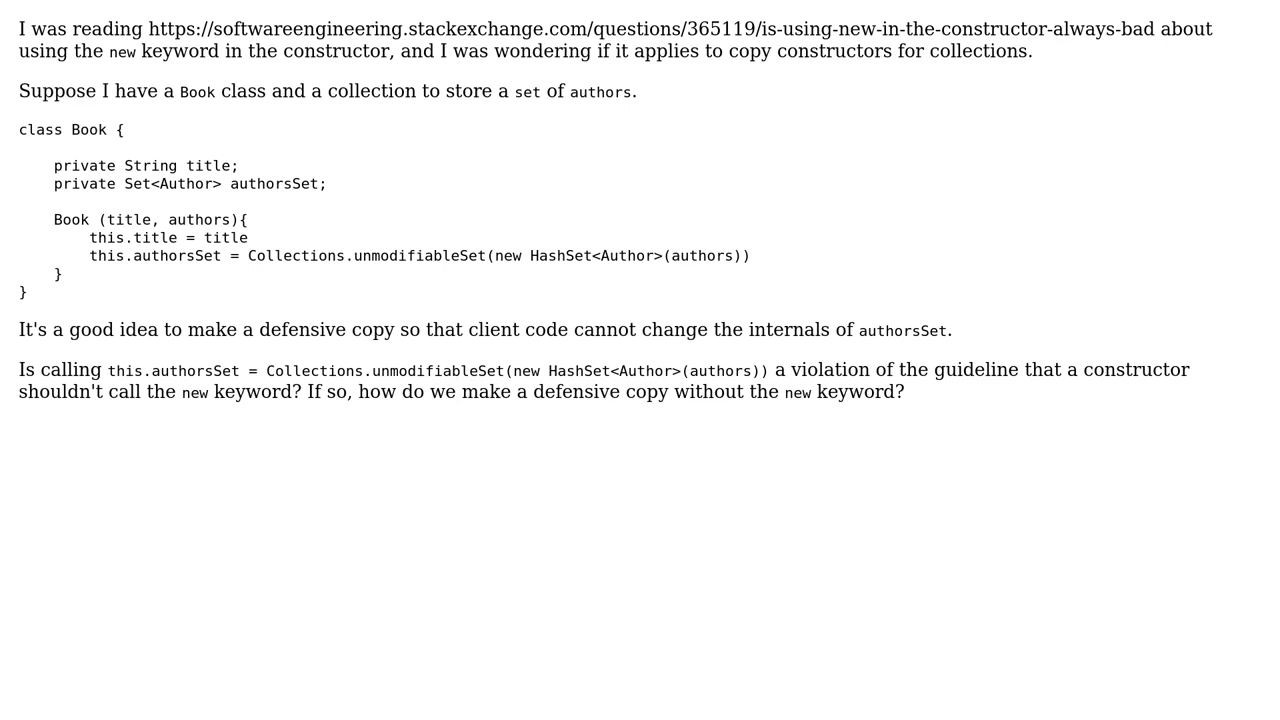 I was reading https://softwareengineering.stackexchange.com/questions/365119/is-using-new-in-the-constructor-always-bad about
using the new keyword in the constructor, and I was wondering if it applies to copy constructors for collections.
Suppose I have a Book class and a collection to store a set of authors.
class Book {
    private String title;
    private Set<Author> authorsSet;
    Book (title, authors){
        this.title = title
        this.authorsSet = Collections.unmodifiableSet(new HashSet<Author>(authors))
    }
}
It's a good idea to make a defensive copy so that client code cannot change the internals of authorsSet.
Is calling this.authorsSet = Collections.unmodifiableSet(new HashSet<Author>(authors)) a violation of the guideline that a constructor
shouldn't call the new keyword? If so, how do we make a defensive copy without the new keyword?